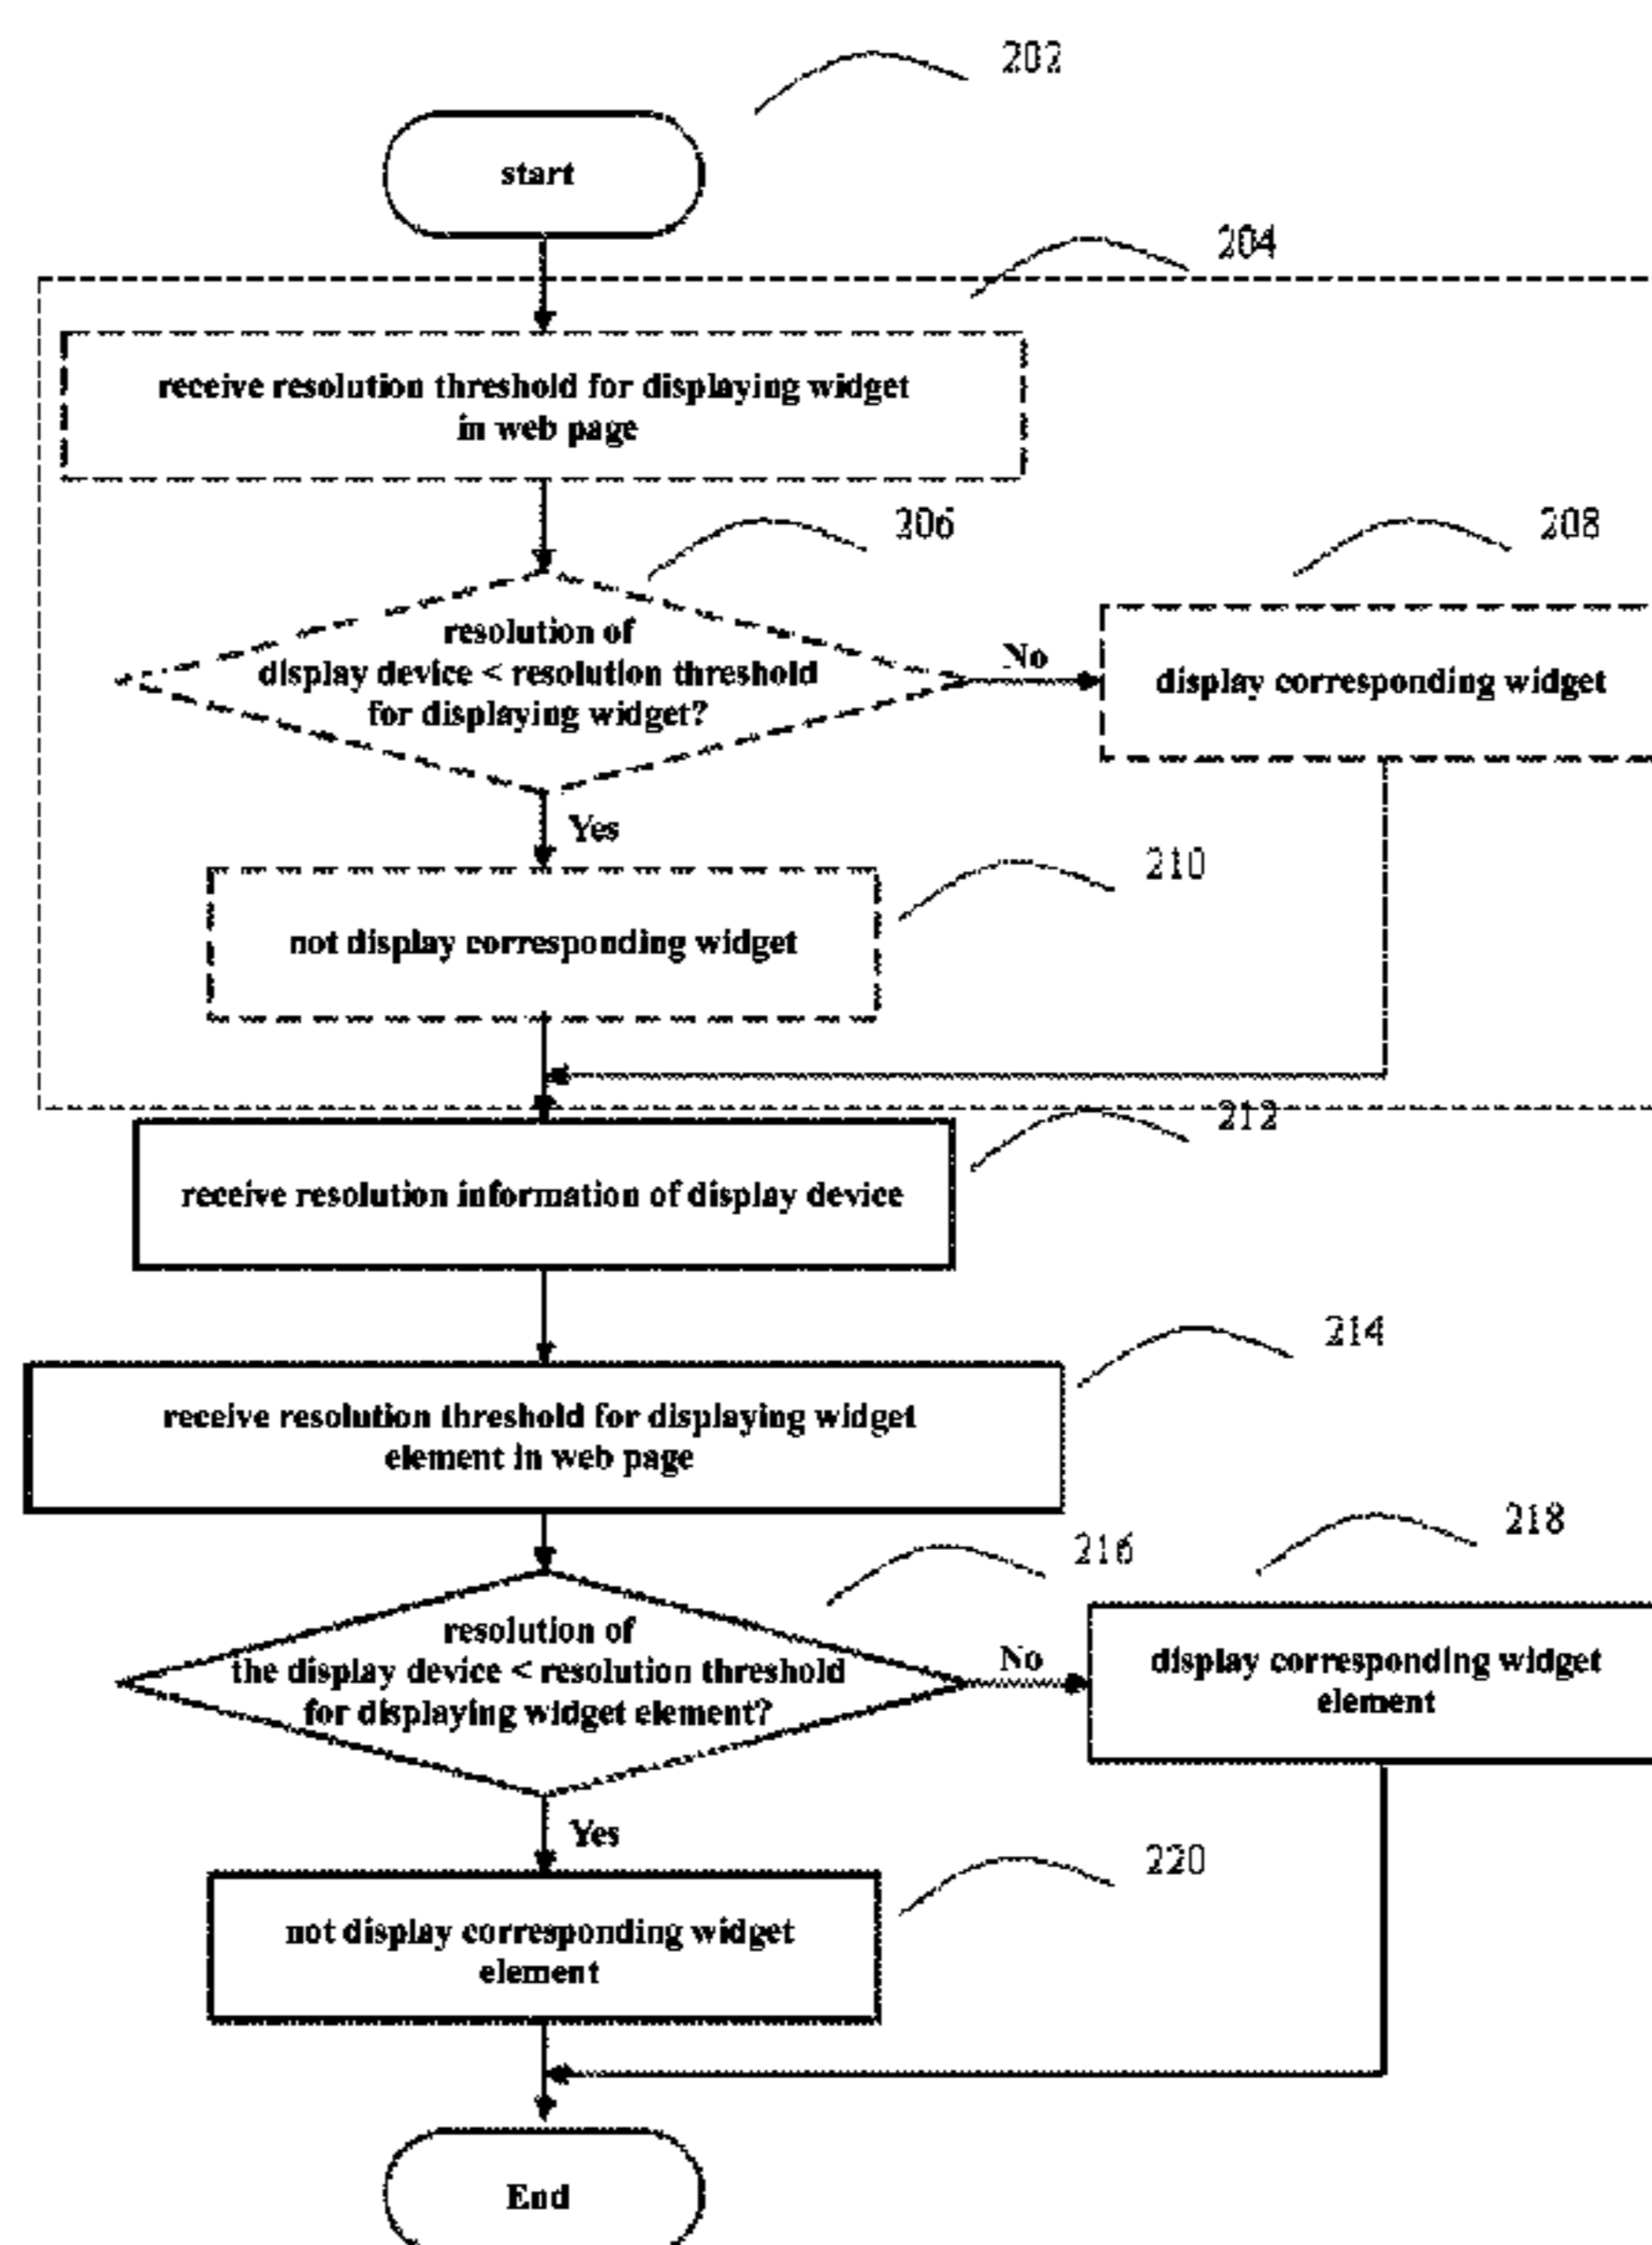 202
start
204
receive resolution threshold for displaying widget
in web page
206
208
resolution of
display device < resolution threshold
for displaying widget?
No
display corresponding widget
Yes
210
not display corresponding widget
212
receive resolution information of display device
214
receive resolution threshold for displaying widget
element in web page
216
218
resolution of
the display device < resolution threshold
for displaying widget element?
No
display corresponding widget
element
Yes
220
not display corresponding widget
element
End